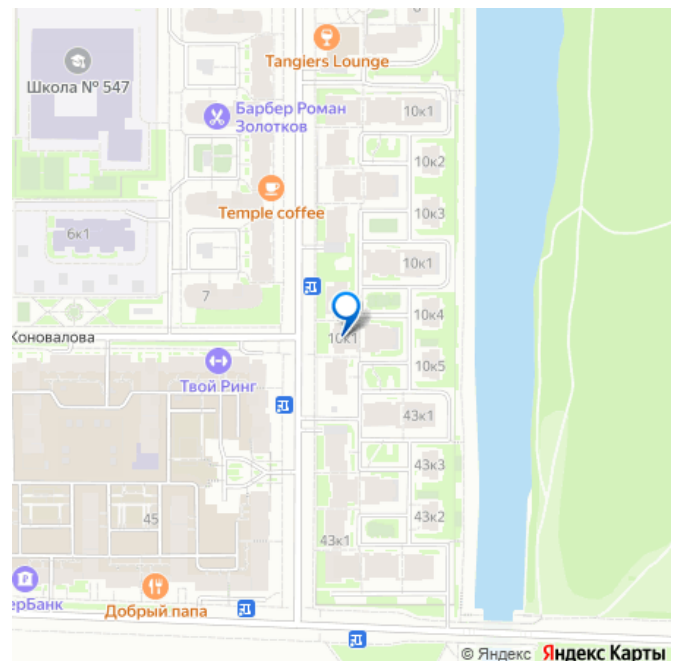 Tangiers Lounge
Школа № 547
Барбер Роман
Золотков
10к1
10к2
Temple coffee
10к3
6к1
10к1
7
10к4
Коновалова
10к1
Твой Ринг
10к5
43к1
43к3
45
43к2
43к1
ерБанк
Добрый папа
© Яндекс Яндекс Карты